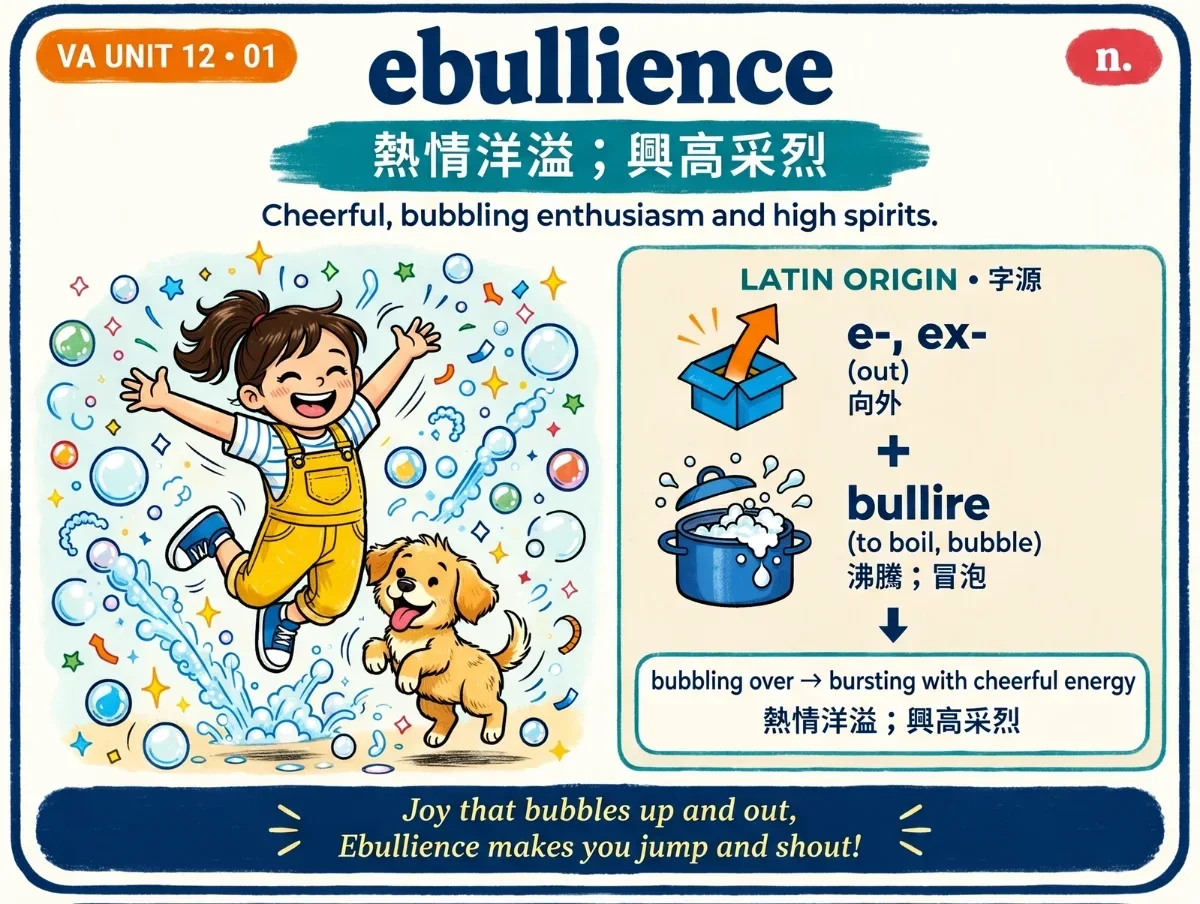 VA UNIT 12 • 01
ebullience
n.
熱情洋溢；興高采烈
Cheerful, bubbling enthusiasm and high spirits.
LATIN ORIGIN • 字源
e-, ex-
(out)
向外
+
bullire
(to boil, bubble)
沸騰；冒泡
bubbling over → bursting with cheerful energy
熱情洋溢；興高采烈
Joy that bubbles up and out,
Ebullience makes you jump and shout!